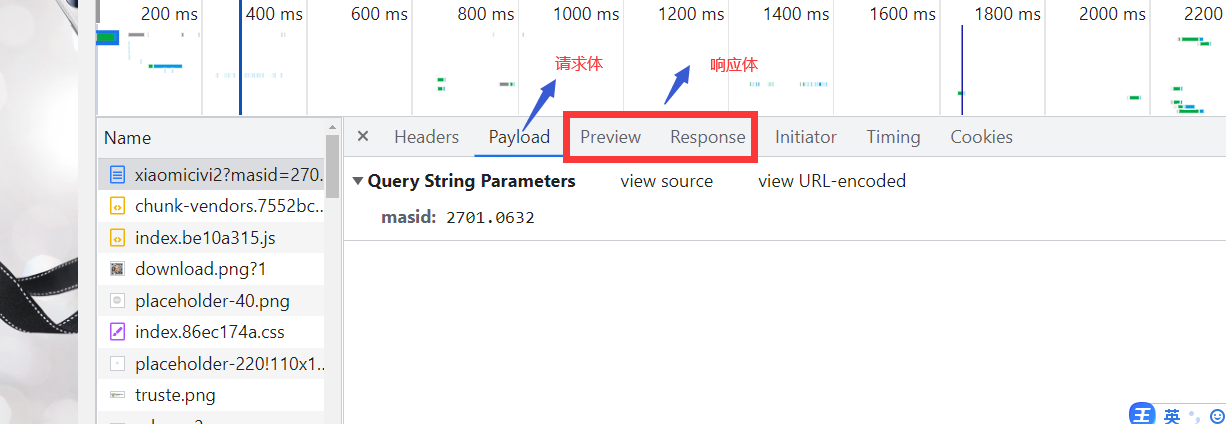 200 ms 400 ms 600 ms 800 ms 1000 ms 1200 ms 1400 ms 1600 ms 1800 ms 2000 ms 2200
请求体 响应体
Name
Headers Payload Preview Response Initiator Timing Cookies
xiaomicivi2?masid=270.
Query String Parameters view source view URL-encoded
chunk-vendors.7552bc...
masid: 2701.0632
index.be10a315.js
download.png?1
placeholder-40.png
index.86ec174a.css
placeholder-220!110x1...
truste.png
王 英